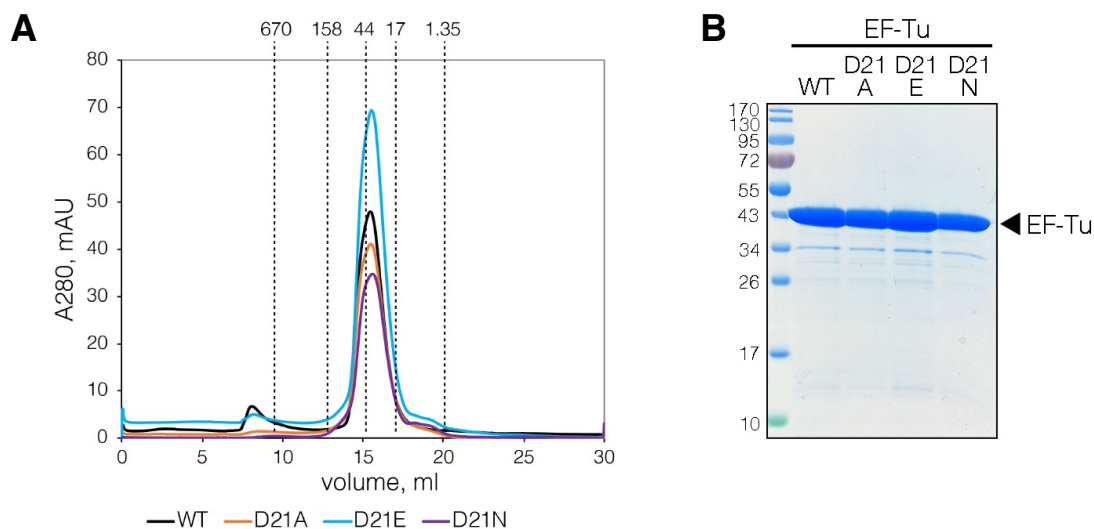 A
670 158 44 17 1.35
80
70
60
50
40
30
20
10
0
A280, mAU
0 5 10 15 20 25 30
volume, ml
WT D21A D21E D21N
B
EF-Tu
D21 D21 D21
WT A E N
170
130
95
72
55
43
34
26
17
10
EF-Tu